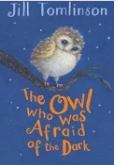 Jill Tomlinson
The Owl
who was
Afraid
of the Dark